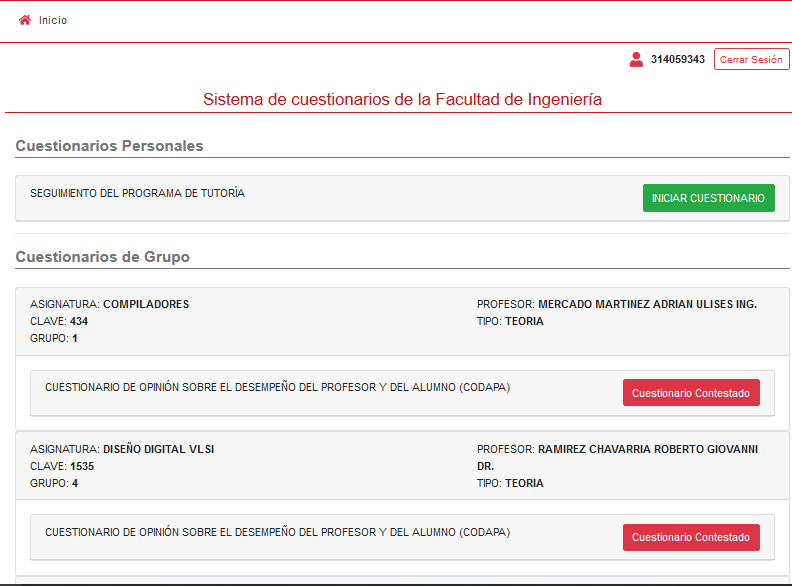 Inicio
314059343 Cerrar Sesión
Sistema de cuestionarios de la Facultad de Ingeniería
Cuestionarios Personales
SEGUIMIENTO DEL PROGRAMA DE TUTORÍA INICIAR CUESTIONARIO
Cuestionarios de Grupo
ASIGNATURA: COMPILADORES
CLAVE: 434
GRUPO: 1
PROFESOR: MERCADO MARTINEZ ADRIAN ULISES ING.
TIPO: TEORIA
CUESTIONARIO DE OPINIÓN SOBRE EL DESEMPEÑO DEL PROFESOR Y DEL ALUMNO (CODAPA) Cuestionario Contestado
ASIGNATURA: DISEÑO DIGITAL VLSI
CLAVE: 1535
GRUPO: 4
PROFESOR: RAMIREZ CHAVARRIA ROBERTO GIOVANNI
DR.
TIPO: TEORIA
CUESTIONARIO DE OPINIÓN SOBRE EL DESEMPEÑO DEL PROFESOR Y DEL ALUMNO (CODAPA) Cuestionario Contestado